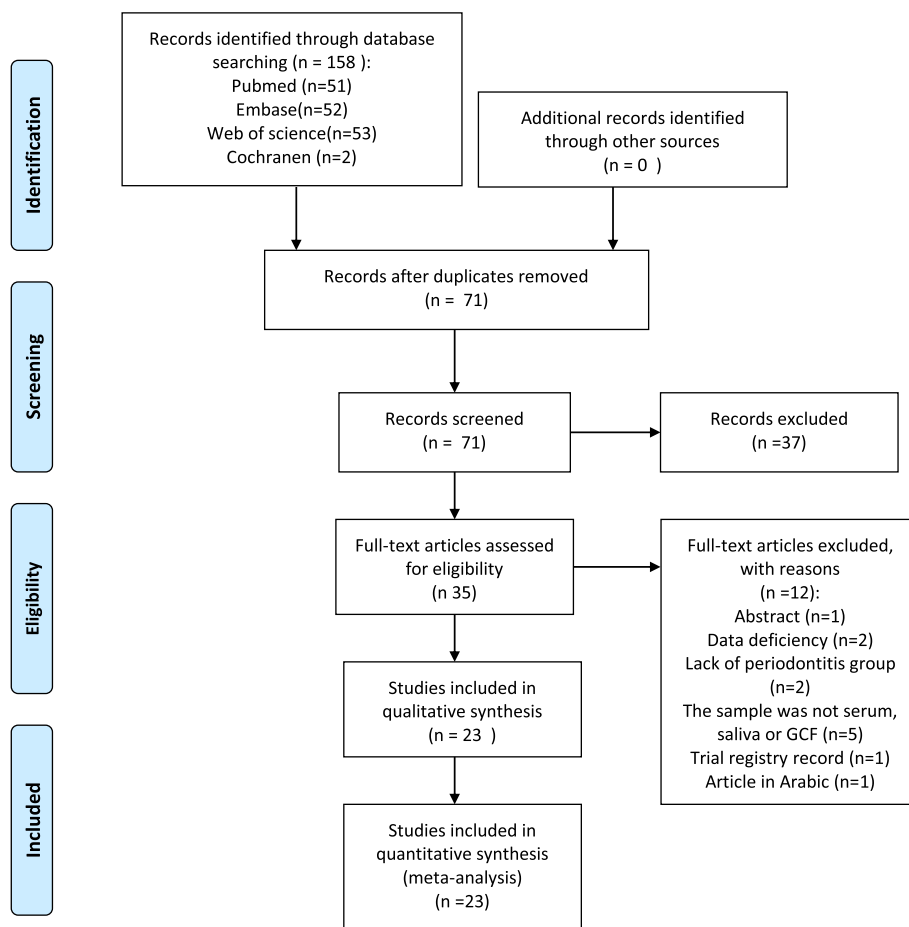 Identification
Records identified through database
searching (n = 158 ):
Pubmed (n=51)
Embase(n=52)
Web of science(n=53)
Cochranen (n=2)
Additional records identified
through other sources
(n = 0  )
Screening
Records after duplicates removed
(n =  71)
Records screened
(n =  71)
Records excluded
(n =37)
Eligibility
Full-text articles assessed
for eligibility
(n 35)
Full-text articles excluded,
with reasons
(n =12):
Abstract (n=1)
Data deficiency (n=2)
Lack of periodontitis group
(n=2)
The sample was not serum,
saliva or GCF (n=5)
Trial registry record (n=1)
Article in Arabic (n=1)
Studies included in
qualitative synthesis
(n = 23  )
Included
Studies included in
quantitative synthesis
(meta-analysis)
(n =23)